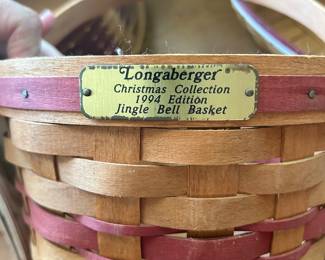 Longaberger
Christmas Collection
1994 Edition
Jingle Bell Basket